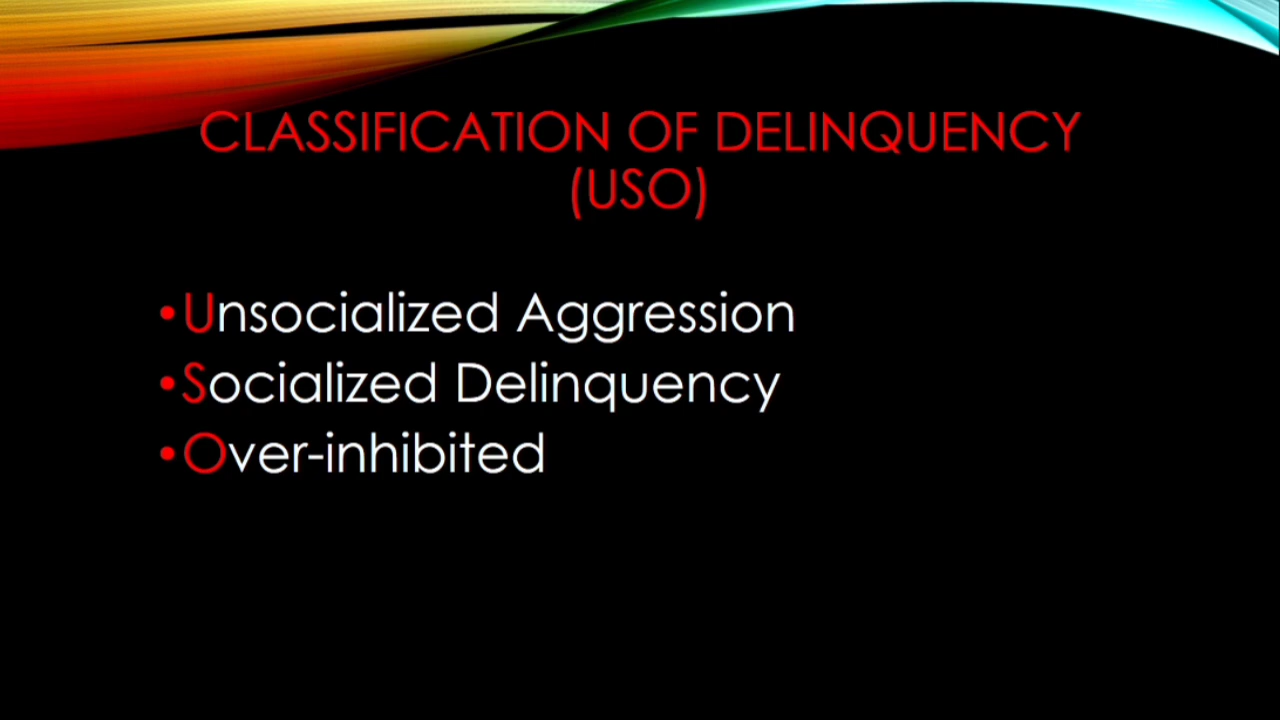 CLASSIFICATION OF DELINQUENCY
(USO)
•Unsocialized Aggression
•Socialized Delinquency
•Over-inhibited